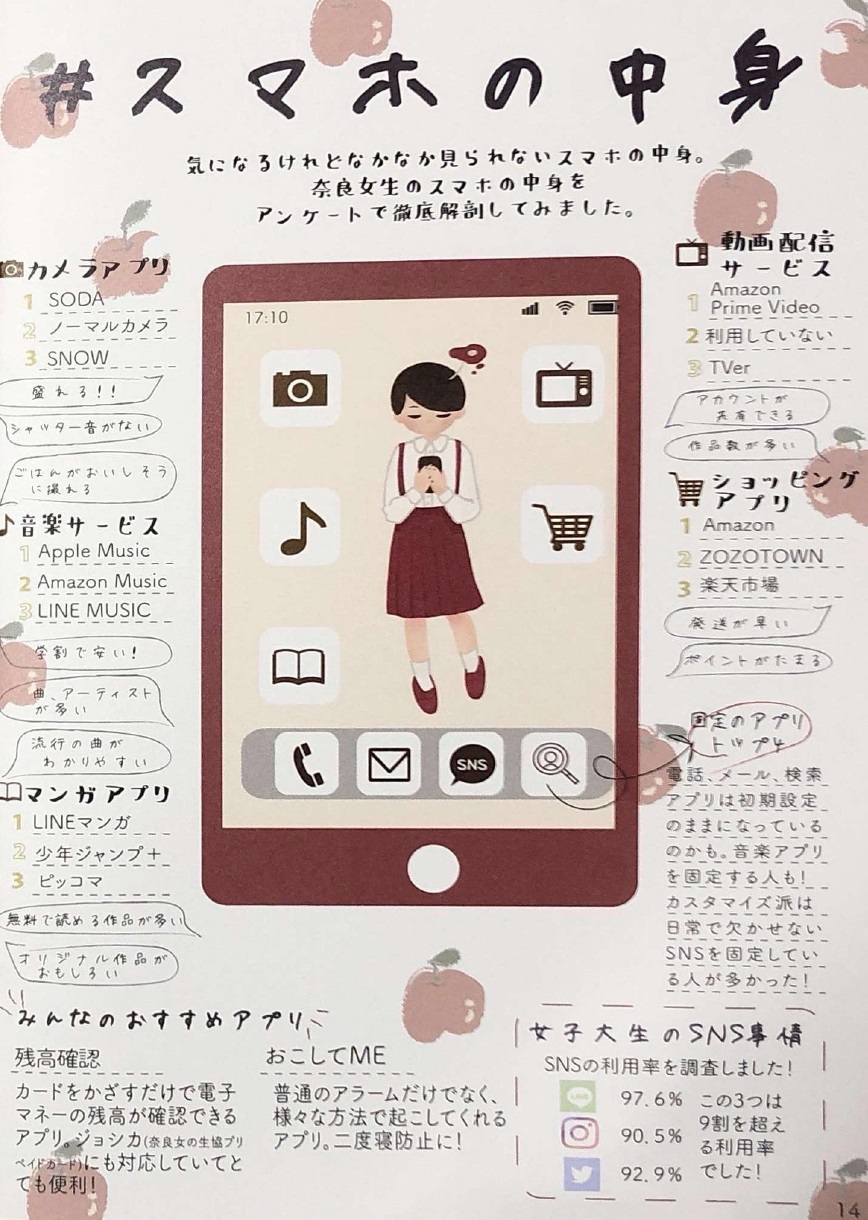 #スマホの中身
気になるけれどなかなか見られないスマホの中身。
奈良女生のスマホの中身を
アンケートで徹底解剖してみました。
カメラアプリ
1 SODA
2 ノーマルカメラ
3 SNOW
盛れる!!
シャッター音がない
ごはんがおいしそう
に撮れる
音楽サービス
1 Apple Music
2 Amazon Music
3 LINE MUSIC
学割で安い!
曲、アーティスト
が多い
流行の曲が
わかりやすい
マンガアプリ
1 LINEマンガ
2 少年ジャンプ+
3 ピッコマ
無料で読める作品が多い
オリジナル作品が
おもしろい
17:10
SNS
動画配信
サービス
1 Amazon
Prime Video
2 利用していない
3 TVer
アカウントが
共有できる
作品数が多い
ショッピング
アプリ
1 Amazon
2 ZOZOTOWN
3 楽天市場
発送が早い
ポイントがたまる
固定のアプリ
トップ4
電話、メール、検索
アプリは初期設定
のままになっている
のかも。音楽アプリ
を固定する人も!
カスタマイズ派は
日常で欠かせない
SNSを固定してい
る人が多かった!
みんなのおすすめアプリ
残高確認
カードをかざすだけで電子
マネーの残高が確認できる
アプリ。ジョシカ(奈良女の生協プリ
ペイドカード)にも対応していてと
ても便利!
おこしてME
普通のアラームだけでなく、
様々な方法で起こしてくれる
アプリ。二度寝防止に!
女子大生のSNS事情
SNSの利用率を調査しました!
LINE 97.6%
90.5%
92.9%
この3つは
9割を超え
る利用率
でした!
14